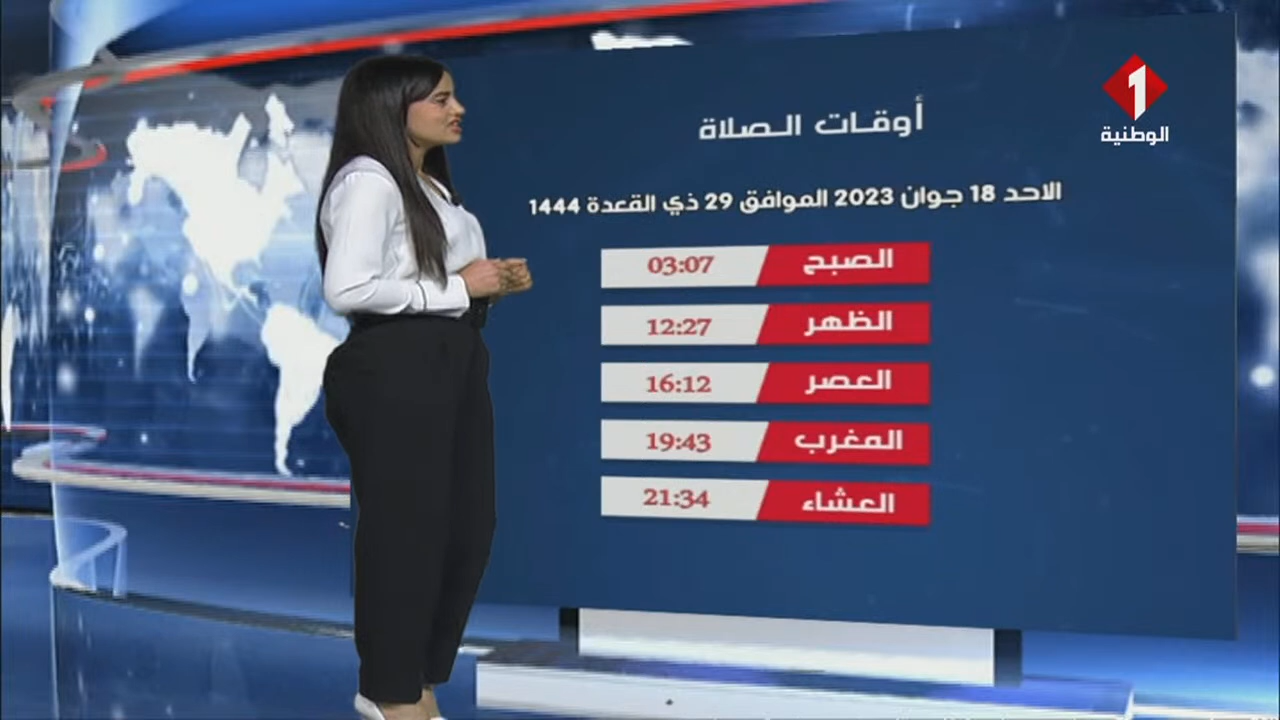 1
الوطنية
أوقات الصلاة
الاحد 18 جوان 2023 الموافق 29 ذي القعدة 1444
الصبح 03:07
الظهر 12:27
العصر 16:12
المغرب 19:43
العشاء 21:34